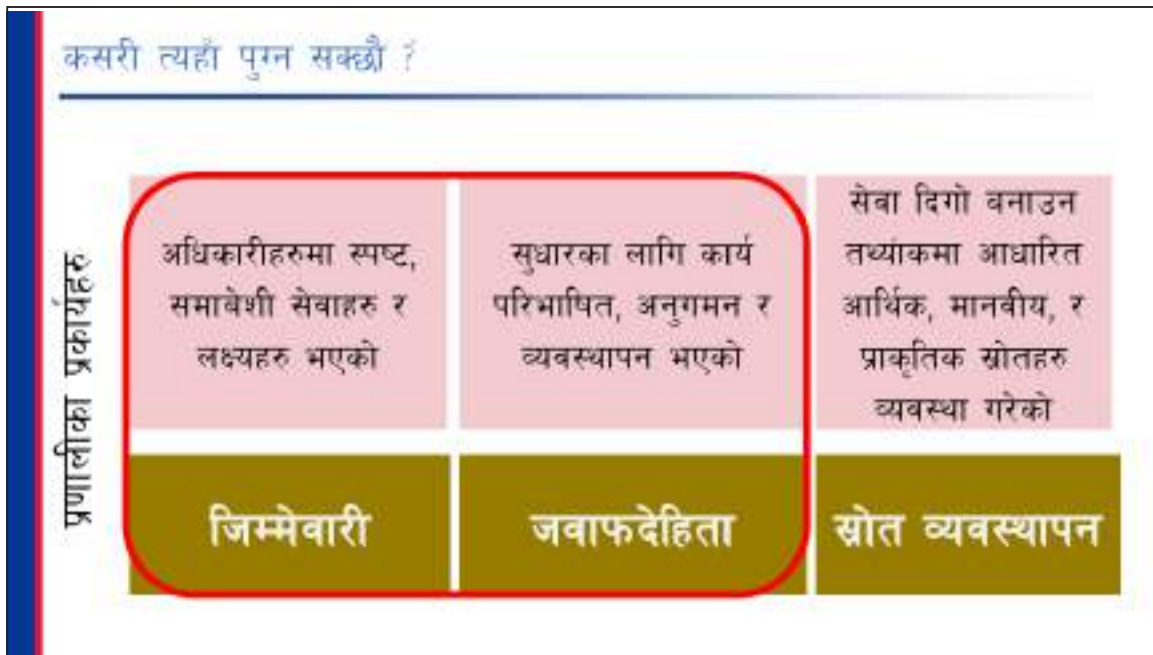 कसरी त्यहाँ पुग्न सक्छौ ?
प्रणालीका प्रकार्यहरु
अधिकारीहरुमा स्पष्ट,
समावेशी सेवाहरु र
लक्ष्यहरु भएको
सुधारका लागि कार्य
परिभाषित, अनुगमन र
व्यवस्थापन भएको
सेवा दिगो बनाउन
तथ्यांकमा आधारित
आर्थिक, मानवीय, र
प्राकृतिक स्रोतहरु
व्यवस्था गरेको
जिम्मेवारी
जवाफदेहिता
स्रोत व्यवस्थापन